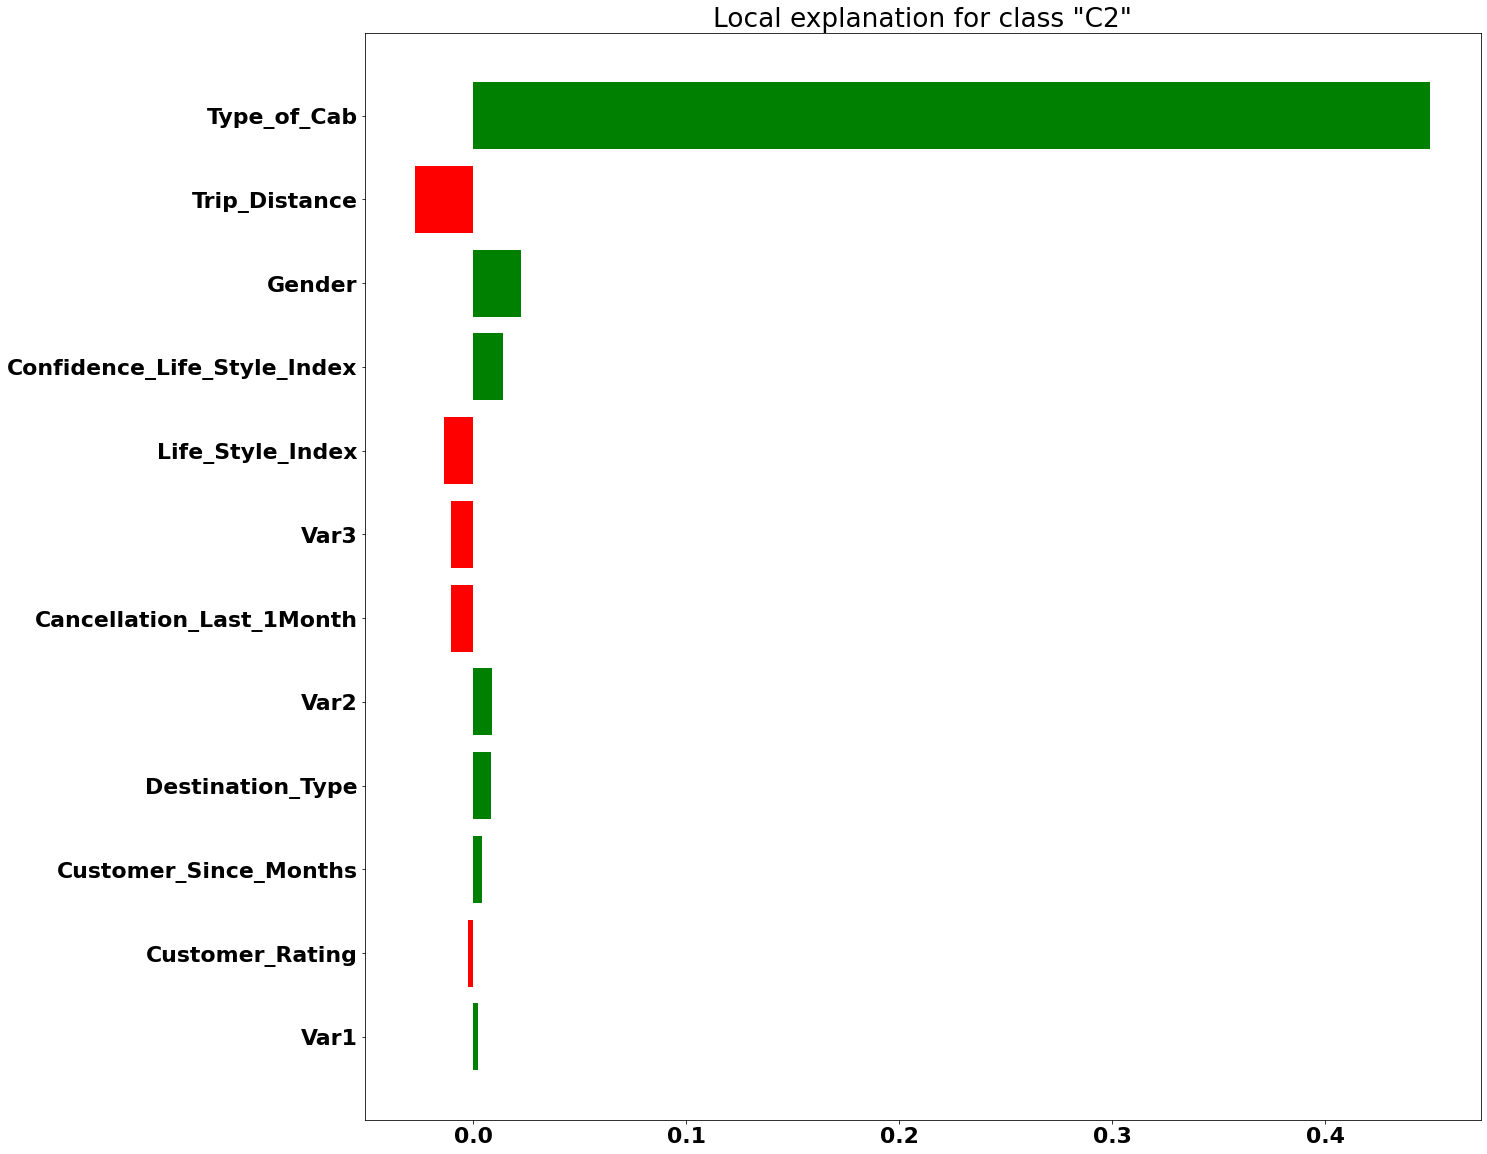 Local explanation for class "C2"
Type_of_Cab
Trip_Distance
Gender
Confidence_Life_Style_Index
Life_Style_Index
Var3
Cancellation_Last_1Month
Var2
Destination_Type
Customer_Since_Months
Customer_Rating
Var1
0.0 0.1 0.2 0.3 0.4